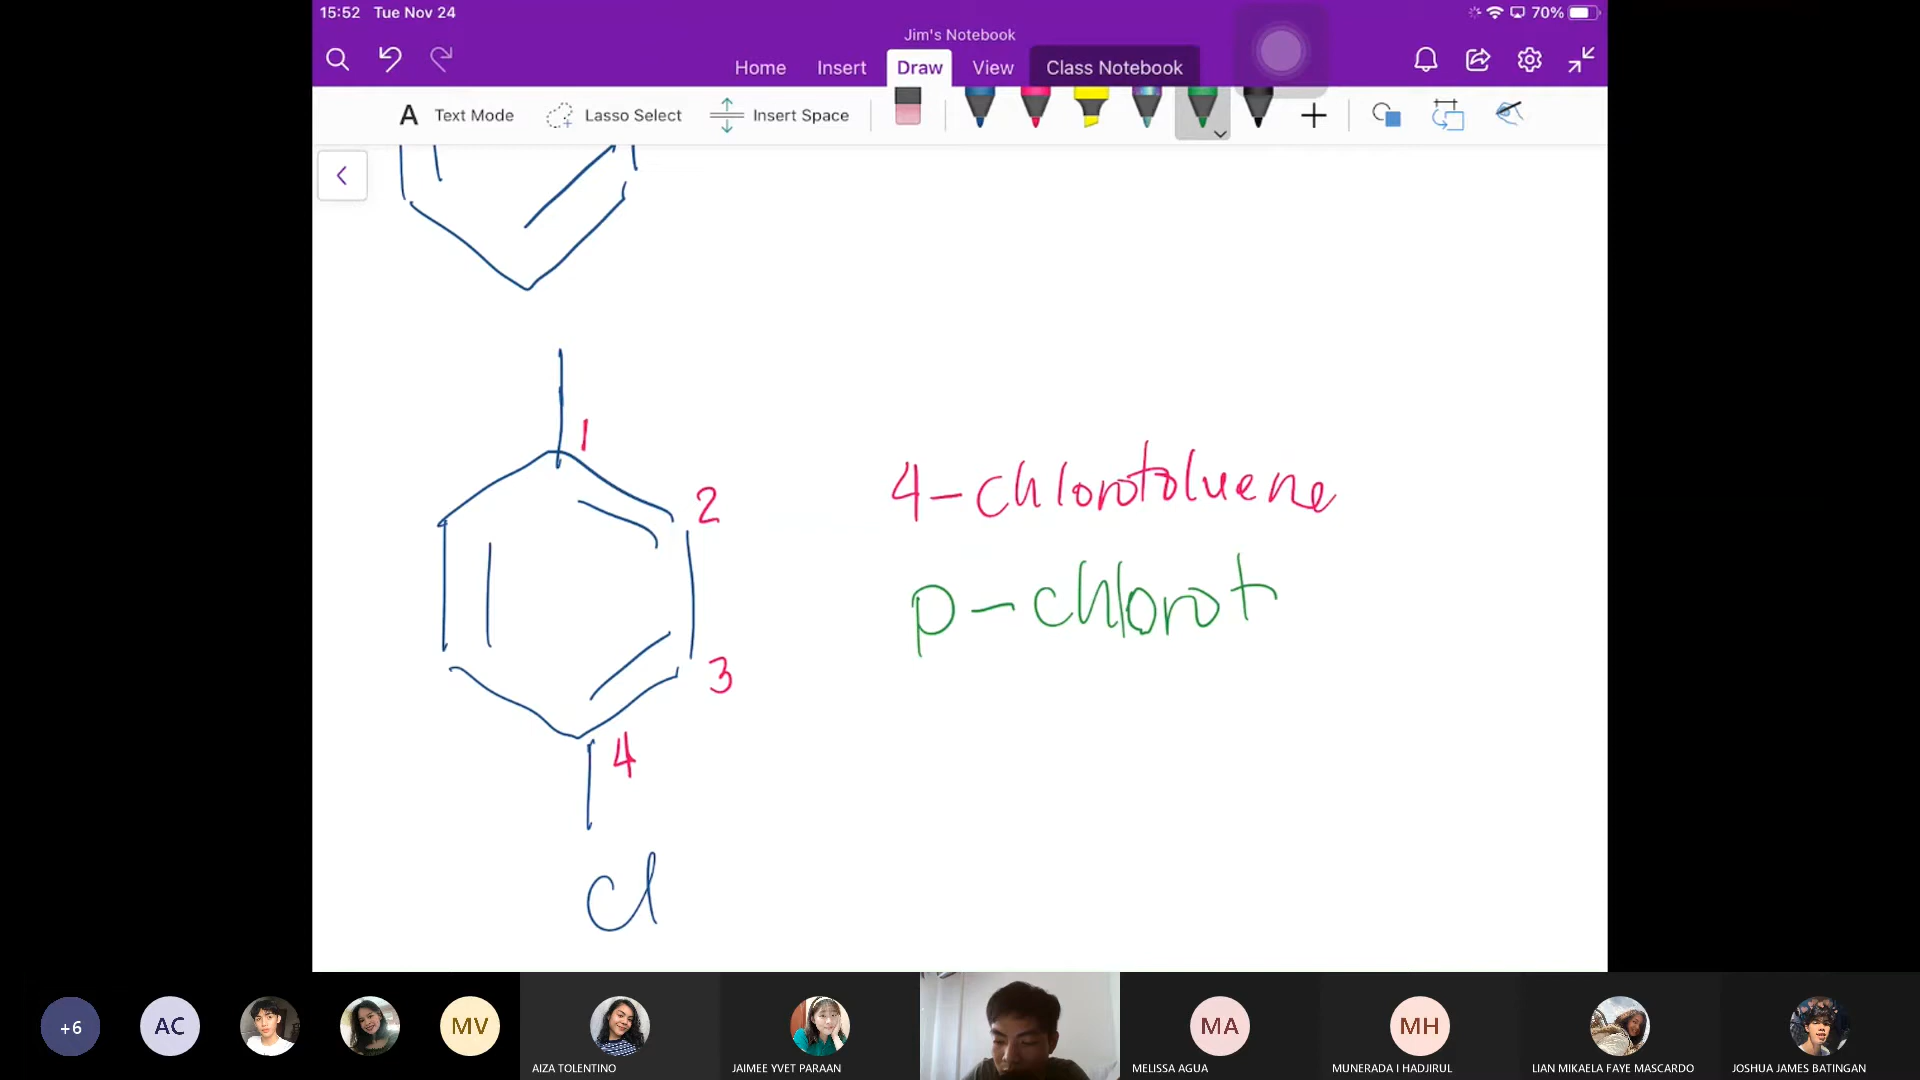 15:52 Tue Nov 24
70%
Jim's Notebook
Home Insert Draw View Class Notebook
A Text Mode Lasso Select Insert Space
1
2
4-chlorotoluene
p-chlorot
3
4
Cl
+6 AC MV MA MH
AIZA TOLENTINO JAIMEE YVET PARAAN MELISSA AGUA MUNERADA I HADJIRUL LIAN MIKAELA FAYE MASCARDO JOSHUA JAMES BATINGAN